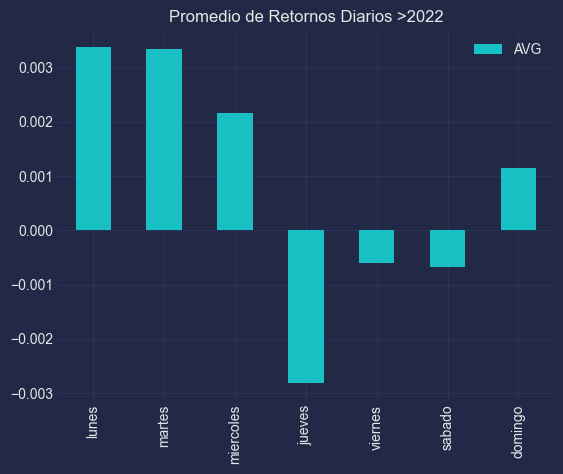 Promedio de Retornos Diarios >2022
AVG
0.003
0.002
0.001
0.000
−0.001
−0.002
−0.003
lunes
martes
miercoles
jueves
viernes
sabado
domingo